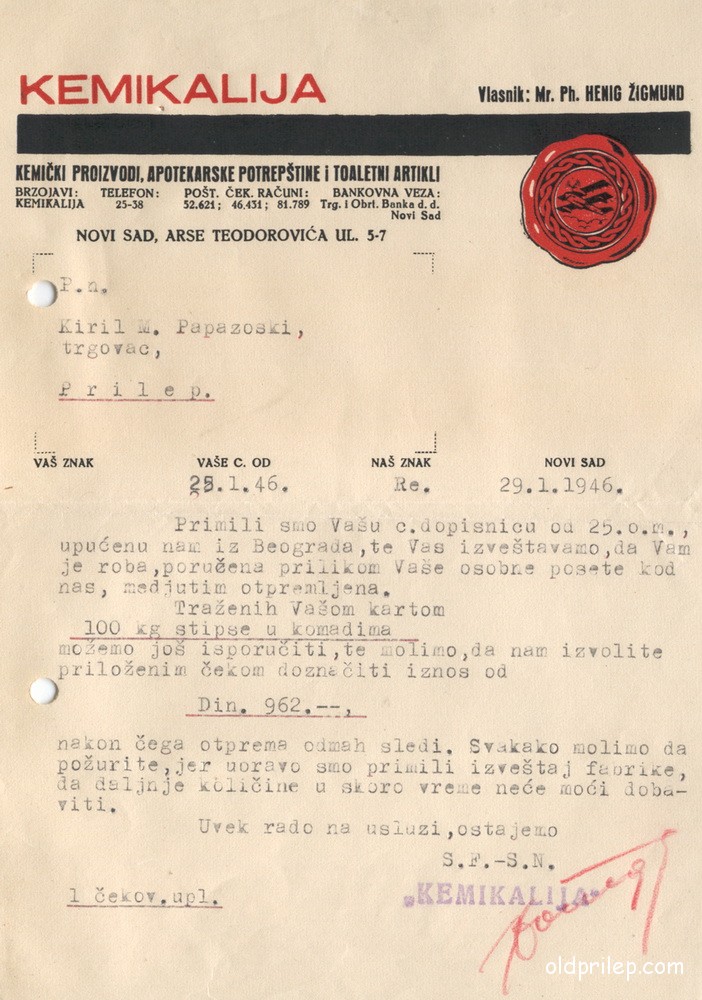 KEMIKALIJA
Vlasnik: Mr. Ph. HENIG ŽIGMUND
KEMIČKI PROIZVODI, APOTEKARSKE POTREPŠTINE i TOALETNI ARTIKLI
BRZOJAVI: TELEFON: POŠT. ČEK. RAČUNI: BANKOVNA VEZA:
KEMIKALIJA 25-38 52.621; 46.431; 81.789 Trg. i Obrt. Banka d. d.
Novi Sad
NOVI SAD, ARSE TEODOROVIĆA UL. 5-7
P.n.
Kiril M. Papazoski,
trgovac,
Prilep.
VAŠ ZNAK VAŠE C. OD NAŠ ZNAK NOVI SAD
25.1.46. Re. 29.1.1946.
Primili smo Vašu c.dopisnicu od 25.o.m.,
upućenu nam iz Beograda,te Vas izveštavamo,da Vam
je roba,poručena prilikom Vaše osobne posete kod
nas, medjutim otpremljena.
Traženih Vašom kartom
100 kg stipse u komadima
možemo još isporučiti,te molimo,da nam izvolite
priloženim čekom doznačiti iznos od
Din. 962.--,
nakon čega otprema odmah sledi. Svakako molimo da
požurite,jer uoravo smo primili izveštaj fabrike,
da daljnje količine u skoro vreme neće moći doba-
viti.
Uvek rado na usluzi,ostajemo
S.F.-S.N.
1 čekov.upl.
„KEMIKALIJA"
oldprilep.com